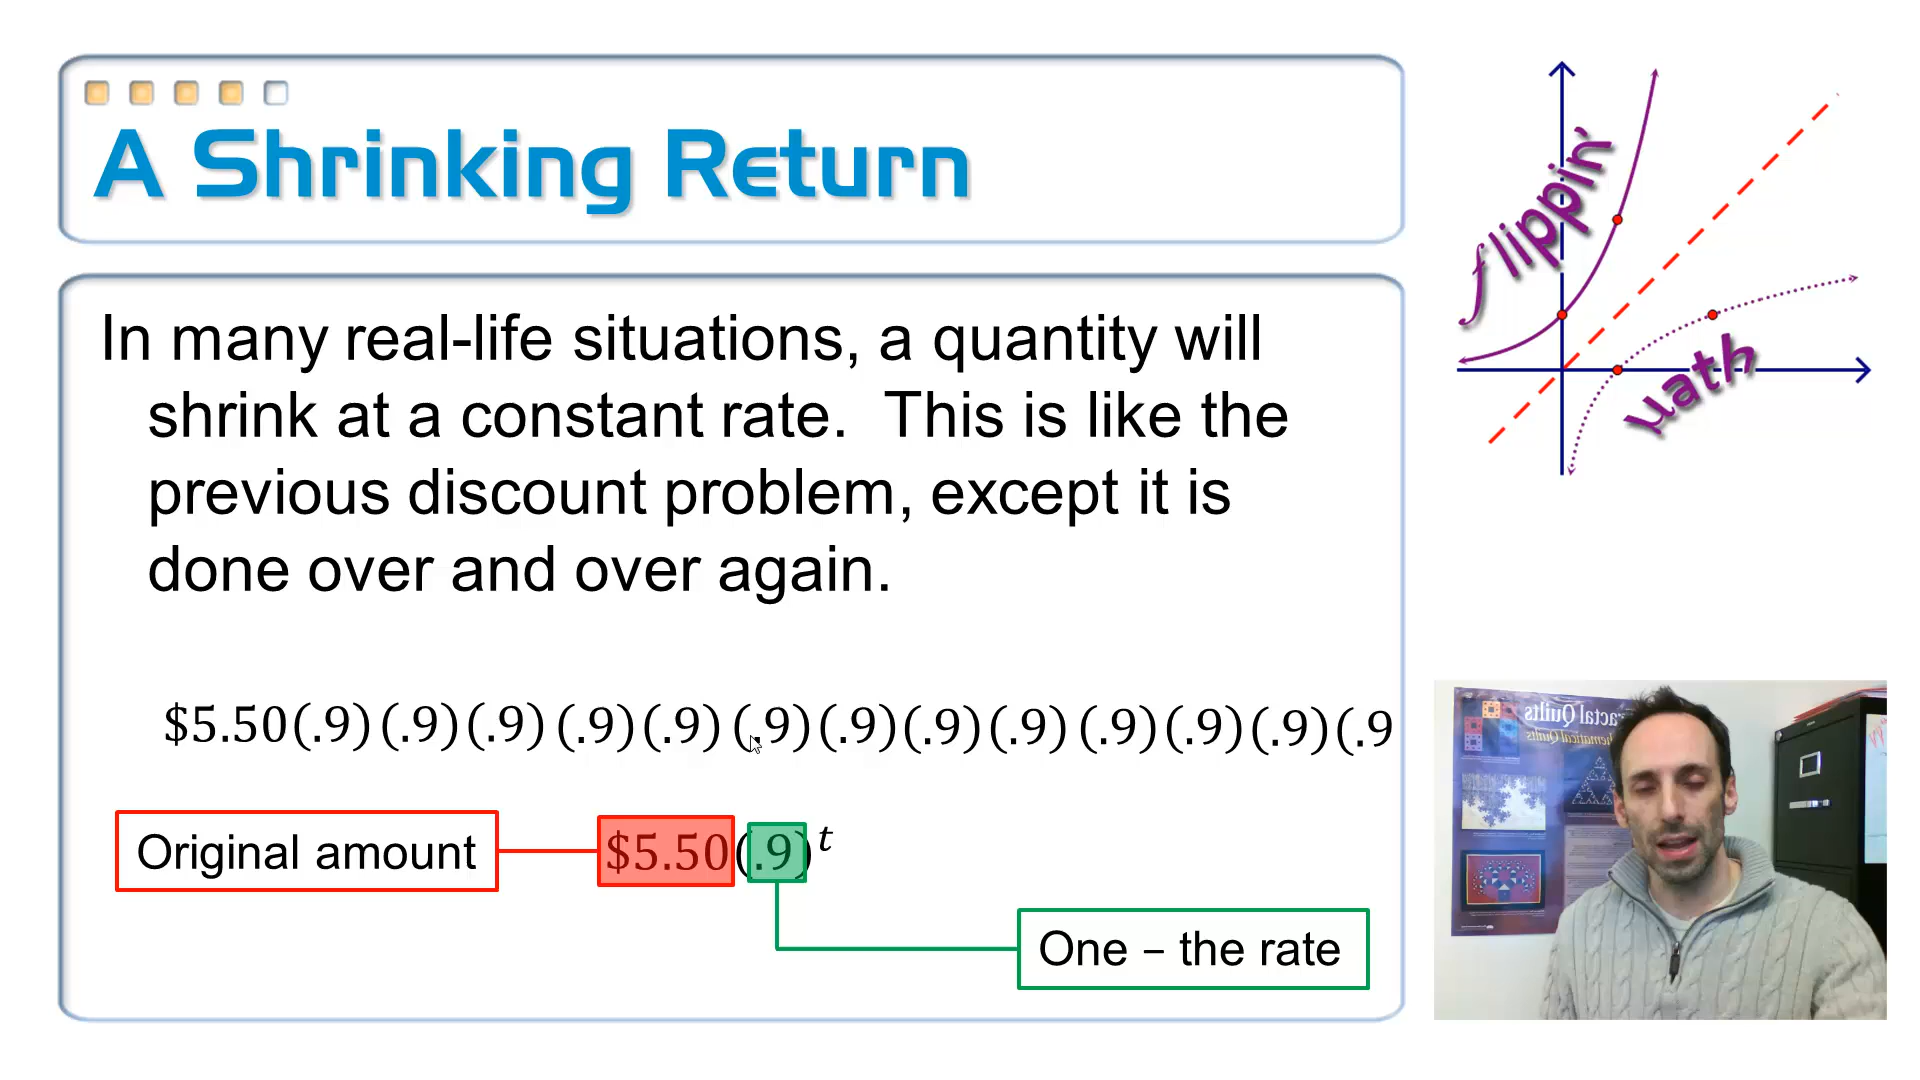 A Shrinking Return
In many real-life situations, a quantity will
shrink at a constant rate. This is like the
previous discount problem, except it is
done over and over again.
$5.50(.9)(.9)(.9)(.9)(.9)(.9)(.9)(.9)(.9)(.9)(.9)(.9)(.9
Original amount
$5.50(.9)^t
One – the rate
flippin'
math